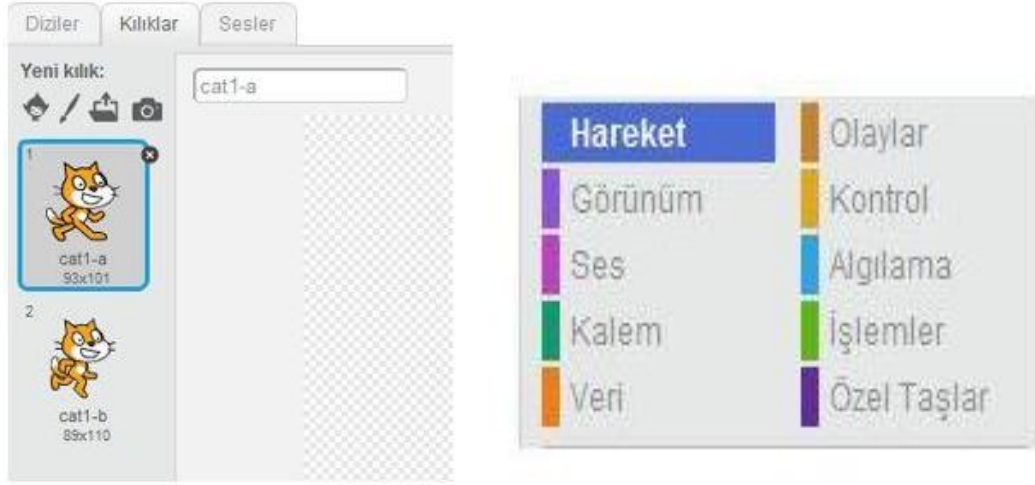 Diziler Kılıklar Sesler
Yeni kılık:
cat1-a
1
cat1-a
93x101
2
cat1-b
89x110
Hareket Olaylar
Görünüm Kontrol
Ses Algılama
Kalem İşlemler
Veri Özel Taşlar